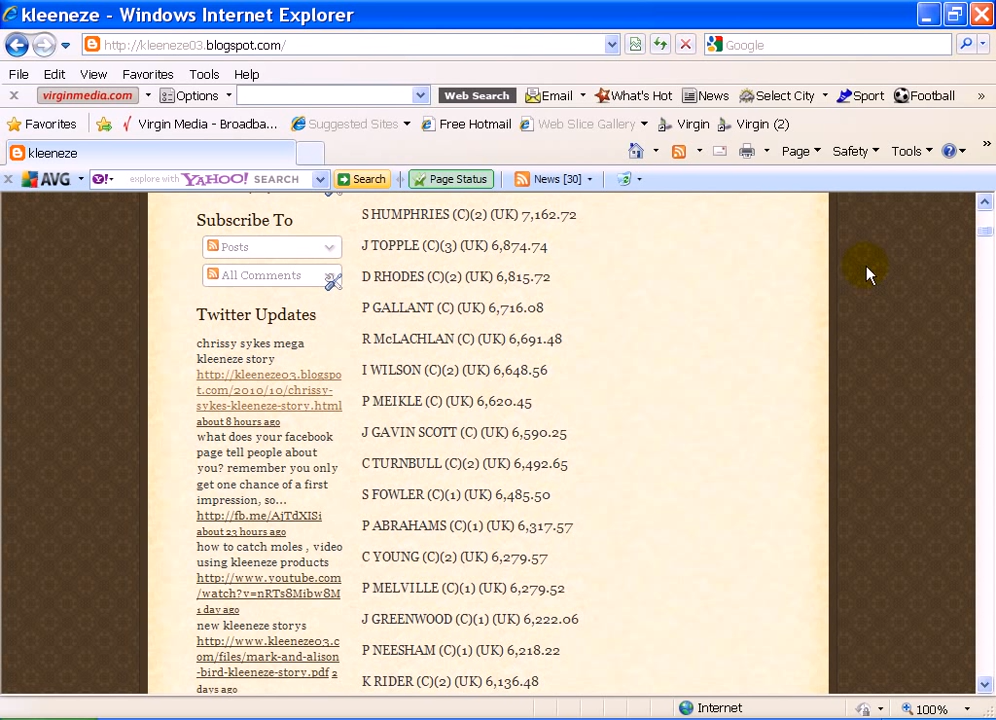 kleeneze - Windows Internet Explorer
http://kleeneze03.blogspot.com/
Google
File Edit View Favorites Tools Help
virginmedia.com Options Web Search Email What's Hot News Select City Sport Football »
Favorites Virgin Media - Broadba... Suggested Sites Free Hotmail Web Slice Gallery Virgin Virgin (2)
kleeneze
Page Safety Tools »
AVG Y! explore with YAHOO! SEARCH Search Page Status News [30]
Subscribe To
Posts
All Comments
Twitter Updates
chrissy sykes mega
kleeneze story
http://kleeneze03.blogspo
t.com/2010/10/chrissy-
sykes-kleeneze-story.html
about 8 hours ago
what does your facebook
page tell people about
you? remember you only
get one chance of a first
impression, so...
http://fb.me/AjTdXISi
about 23 hours ago
how to catch moles , video
using kleeneze products
http://www.youtube.com
/watch?v=nRTs8Mibw8M
1 day ago
new kleeneze storys
http://www.kleeneze03.c
om/files/mark-and-alison
-bird-kleeneze-story.pdf 2
days ago
S HUMPHRIES (C)(2) (UK) 7,162.72
J TOPPLE (C)(3) (UK) 6,874.74
D RHODES (C)(2) (UK) 6,815.72
P GALLANT (C) (UK) 6,716.08
R McLACHLAN (C) (UK) 6,691.48
I WILSON (C)(2) (UK) 6,648.56
P MEIKLE (C) (UK) 6,620.45
J GAVIN SCOTT (C) (UK) 6,590.25
C TURNBULL (C)(2) (UK) 6,492.65
S FOWLER (C)(1) (UK) 6,485.50
P ABRAHAMS (C)(1) (UK) 6,317.57
C YOUNG (C)(2) (UK) 6,279.57
P MELVILLE (C)(1) (UK) 6,279.52
J GREENWOOD (C)(1) (UK) 6,222.06
P NEESHAM (C)(1) (UK) 6,218.22
K RIDER (C)(2) (UK) 6,136.48
Internet 100%